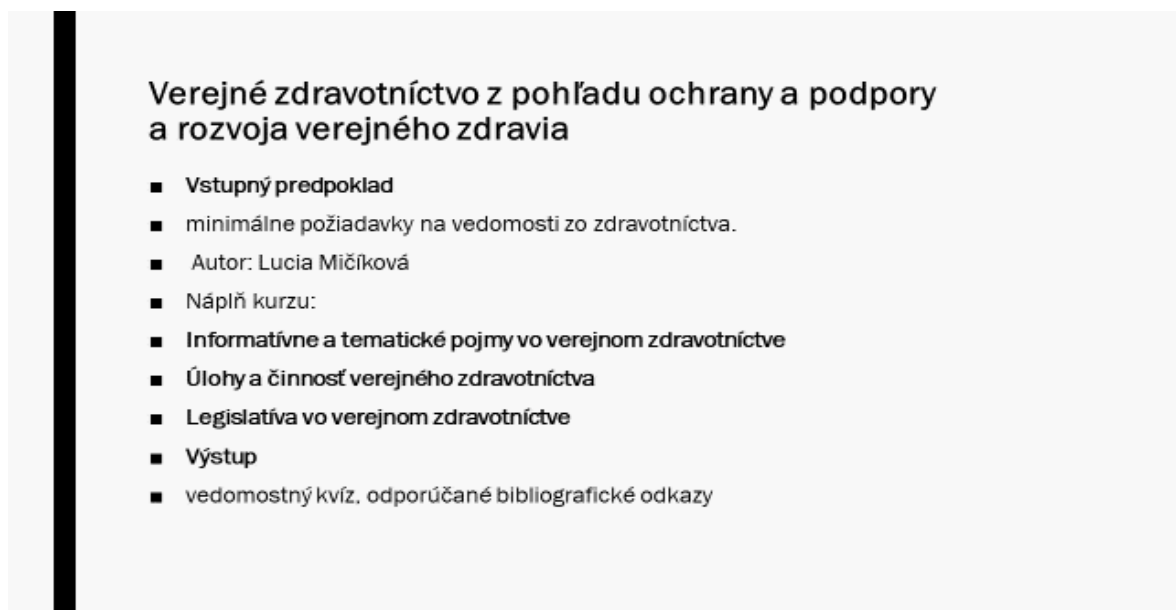 Verejné zdravotníctvo z pohľadu ochrany a podpory
a rozvoja verejného zdravia
■ Vstupný predpoklad
■ minimálne požiadavky na vedomosti zo zdravotníctva.
■ Autor: Lucia Mičíková
■ Náplň kurzu:
■ Informatívne a tematické pojmy vo verejnom zdravotníctve
■ Úlohy a činnosť verejného zdravotníctva
■ Legislatíva vo verejnom zdravotníctve
■ Výstup
■ vedomostný kvíz, odporúčané bibliografické odkazy